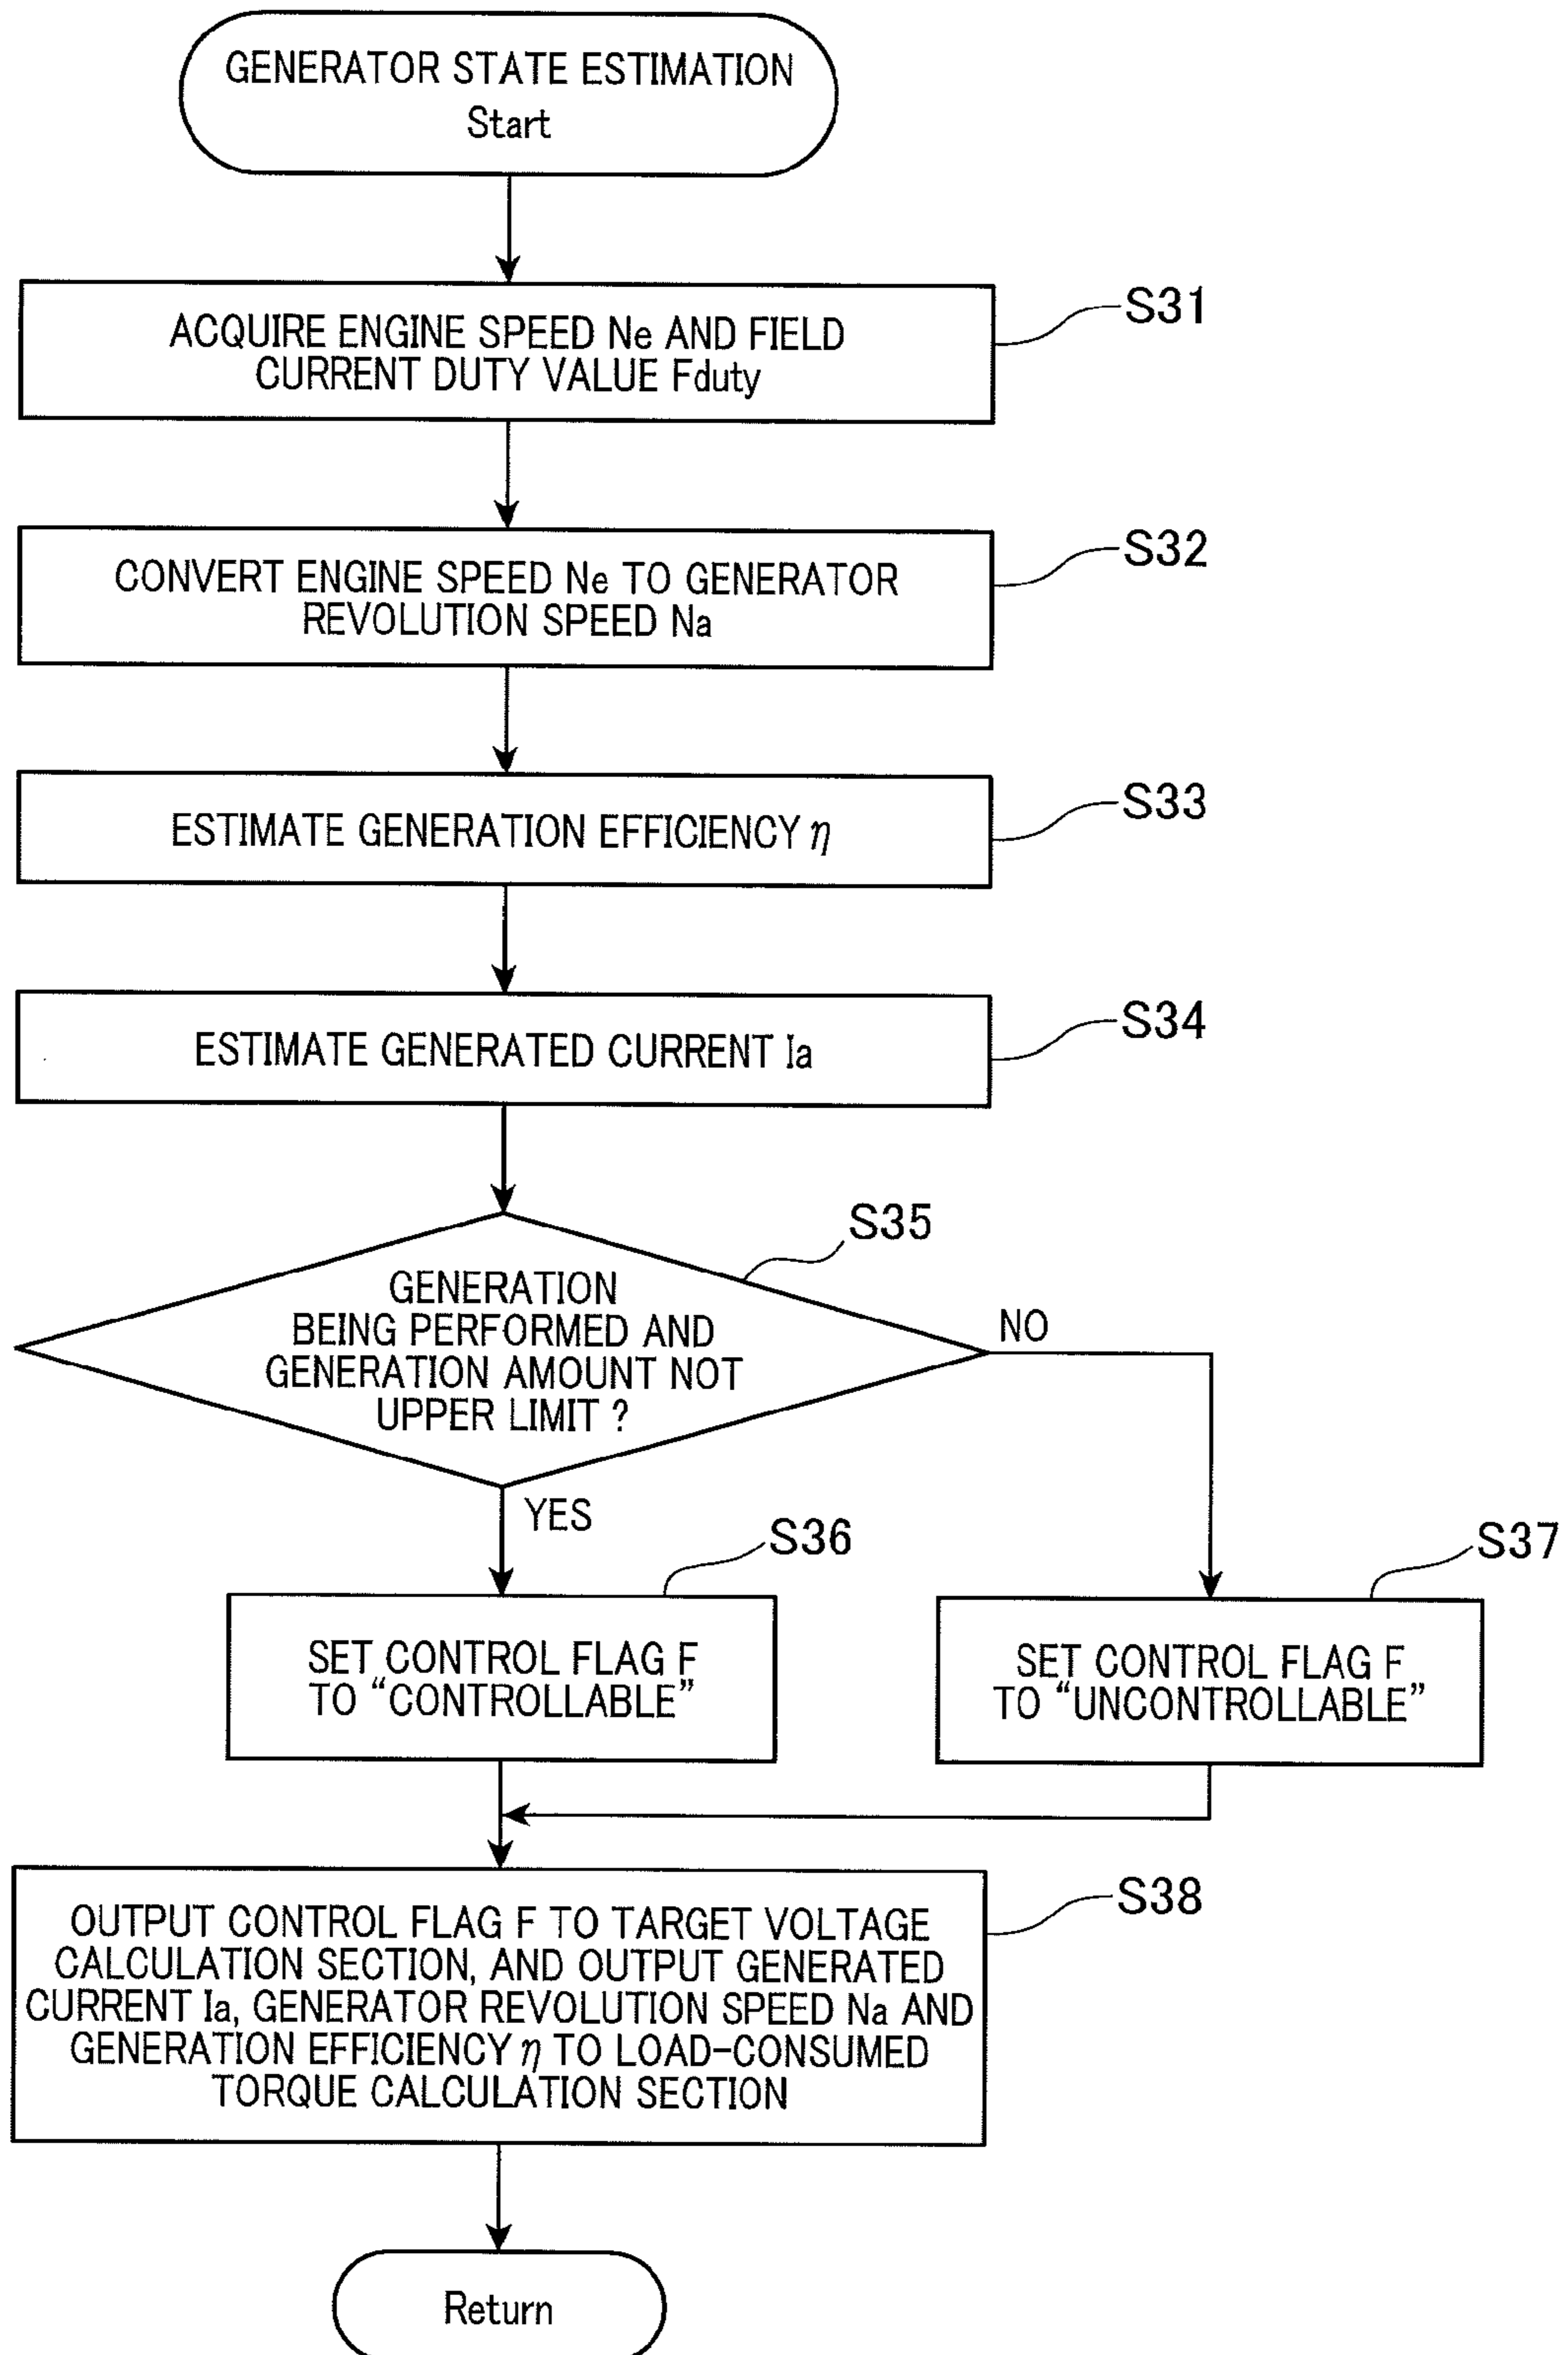 GENERATOR STATE ESTIMATION
Start
S31
ACQUIRE ENGINE SPEED Ne AND FIELD
CURRENT DUTY VALUE Fduty
S32
CONVERT ENGINE SPEED Ne TO GENERATOR
REVOLUTION SPEED Na
S33
ESTIMATE GENERATION EFFICIENCY η
S34
ESTIMATE GENERATED CURRENT Ia
S35
GENERATION
BEING PERFORMED AND
GENERATION AMOUNT NOT
UPPER LIMIT ?
NO
YES
S36
SET CONTROL FLAG F
TO “CONTROLLABLE”
S37
SET CONTROL FLAG F
TO “UNCONTROLLABLE”
S38
OUTPUT CONTROL FLAG F TO TARGET VOLTAGE
CALCULATION SECTION, AND OUTPUT GENERATED
CURRENT Ia, GENERATOR REVOLUTION SPEED Na AND
GENERATION EFFICIENCY η TO LOAD-CONSUMED
TORQUE CALCULATION SECTION
Return